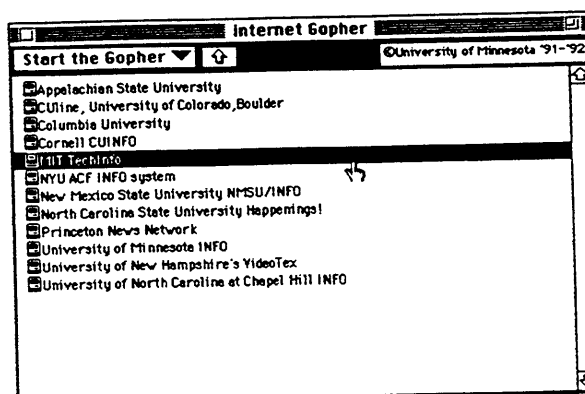 Internet Gopher
Start the Gopher
©University of Minnesota '91-'92
Appalachian State University
CUline, University of Colorado,Boulder
Columbia University
Cornell CUINFO
MIT TechInfo
NYU ACF INFO system
New Mexico State University NMSU/INFO
North Carolina State University Happenings!
Princeton News Network
University of Minnesota INFO
University of New Hampshire's VideoTex
University of North Carolina at Chapel Hill INFO